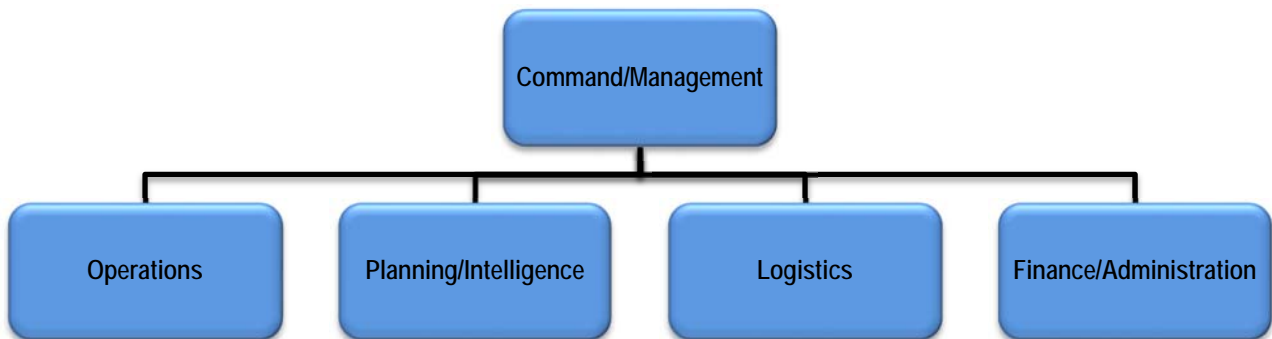 Command/Management
Operations
Planning/Intelligence
Logistics
Finance/Administration